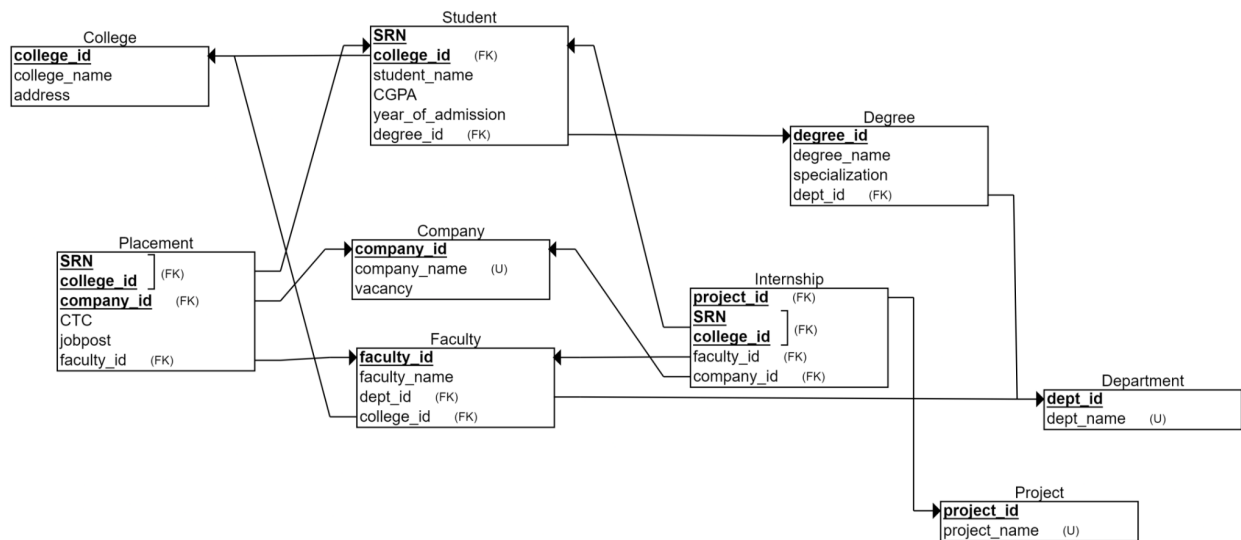 College
college_id
college_name
address
Student
SRN
college_id (FK)
student_name
CGPA
year_of_admission
degree_id (FK)
Degree
degree_id
degree_name
specialization
dept_id (FK)
Placement
SRN
college_id
(FK)
company_id (FK)
CTC
jobpost
faculty_id (FK)
Company
company_id
company_name (U)
vacancy
Faculty
faculty_id
faculty_name
dept_id (FK)
college_id (FK)
Internship
project_id (FK)
SRN
college_id
(FK)
faculty_id (FK)
company_id (FK)
Department
dept_id
dept_name (U)
Project
project_id
project_name (U)